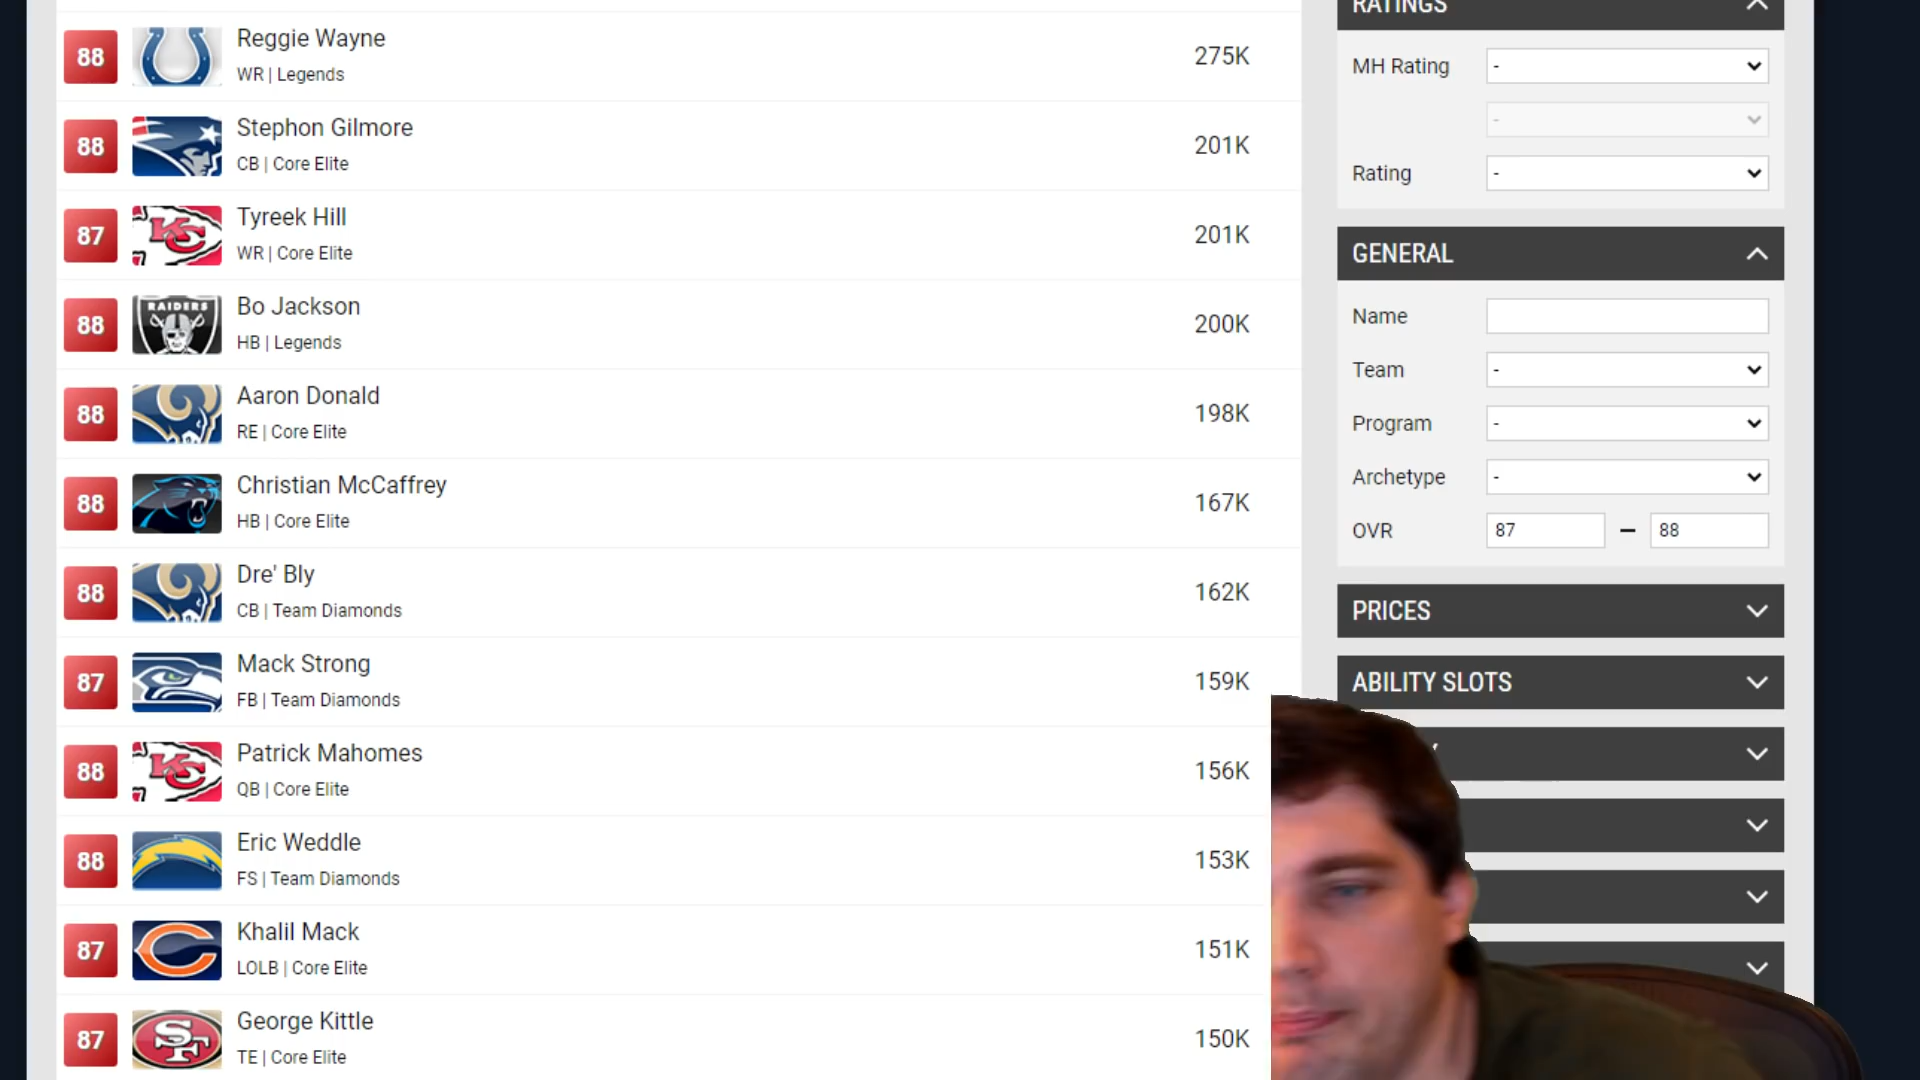 88
Reggie Wayne
WR | Legends
275K
88
Stephon Gilmore
CB | Core Elite
201K
87
Tyreek Hill
WR | Core Elite
201K
88
RAIDERS
Bo Jackson
HB | Legends
200K
88
Aaron Donald
RE | Core Elite
198K
88
Christian McCaffrey
HB | Core Elite
167K
88
Dre' Bly
CB | Team Diamonds
162K
87
Mack Strong
FB | Team Diamonds
159K
88
KC
Patrick Mahomes
QB | Core Elite
156K
88
Eric Weddle
FS | Team Diamonds
153K
87
Khalil Mack
LOLB | Core Elite
151K
87
SF
George Kittle
TE | Core Elite
150K
RATINGS
MH Rating
-
-
Rating
-
GENERAL
Name
Team
-
Program
-
Archetype
-
OVR
87 – 88
PRICES
ABILITY SLOTS